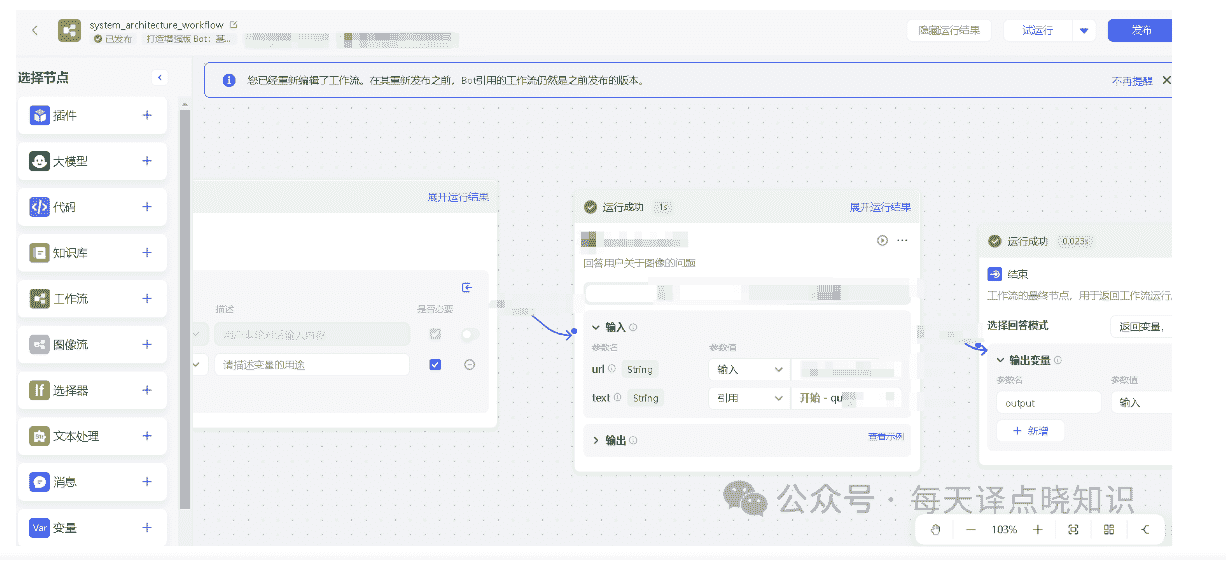 system_architecture_workflow
已发布 打造增强版 Bot：基...
隐藏运行结果
试运行
发布
选择节点
您已经重新编辑了工作流。在其重新发布之前，Bot引用的工作流仍然是之前发布的版本。
不再提醒
插件
大模型
代码
知识库
工作流
图像流
选择器
文本处理
消息
Var 变量
展开运行结果
描述
是否必要
请描述变量的用途
运行成功 1s
展开运行结果
回答用户关于图像的问题
输入
参数名 参数值
url String 输入
text String 引用 开始 - qu
输出
查看示例
运行成功 0.023s
结束
工作流的最终节点，用于返回工作流运行
选择回答模式
返回变量，
输出变量
参数名 参数值
output 输入
+ 新增
公众号 · 每天译点晓知识
103%